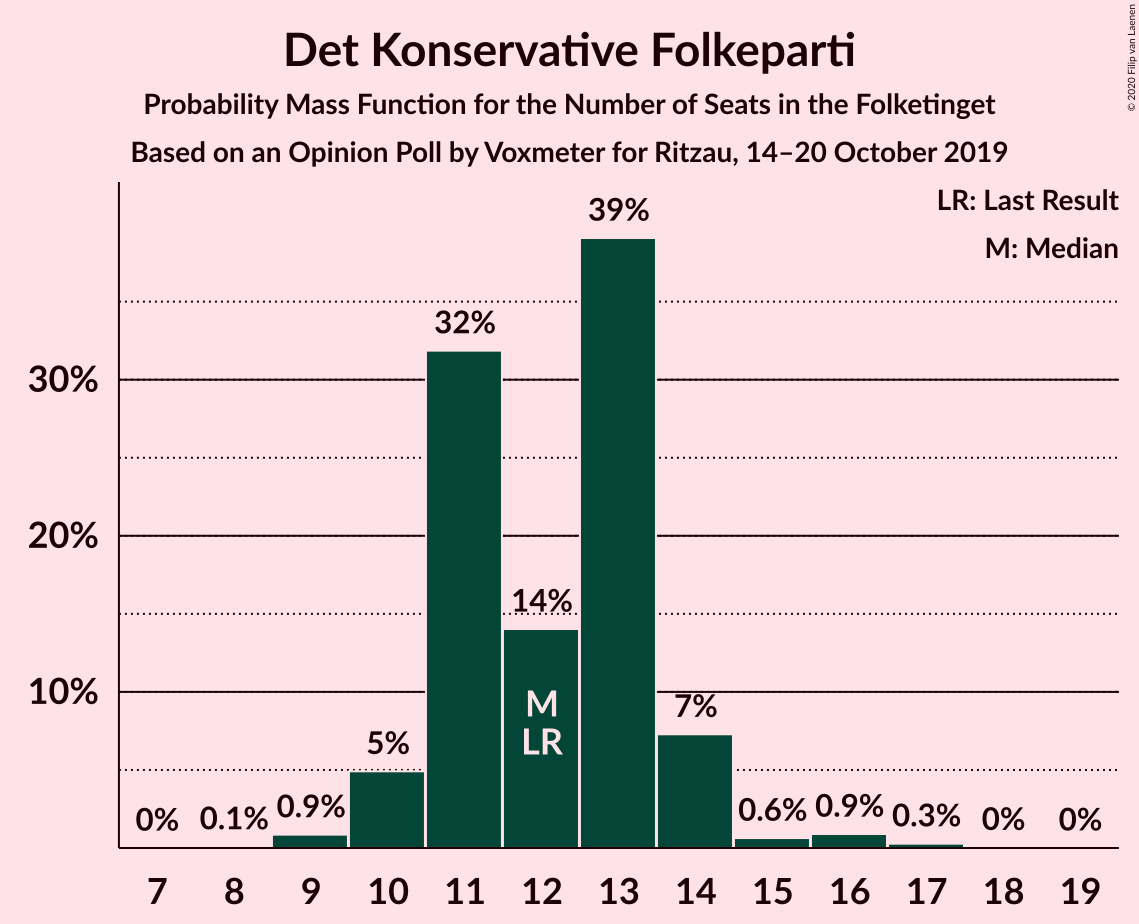 Det Konservative Folkeparti
Probability Mass Function for the Number of Seats in the Folketinget
Based on an Opinion Poll by Voxmeter for Ritzau, 14–20 October 2019
© 2020 Filip van Laenen
LR: Last Result
M: Median
39%
32%
30%
20%
14%
10%
M
LR
7%
5%
0%
0.1%
0.9%
0.6%
0.9%
0.3%
0%
0%
7 8 9 10 11 12 13 14 15 16 17 18 19